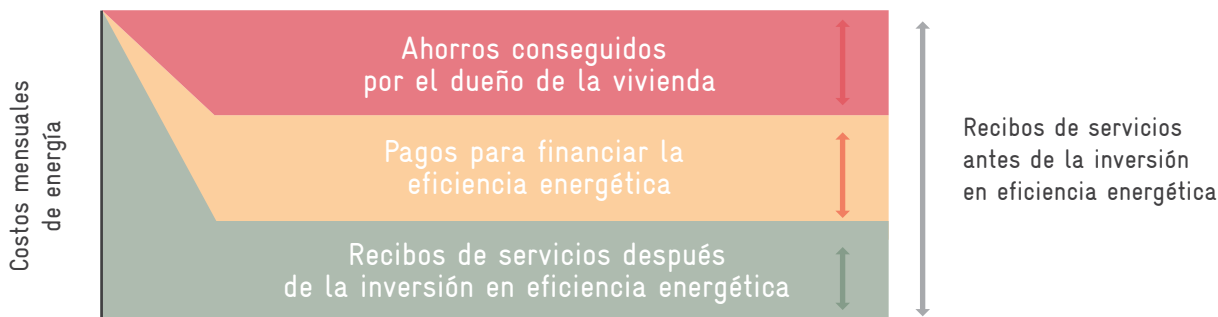 Costos mensuales
de energía
Ahorros conseguidos
por el dueño de la vivienda
Pagos para financiar la
eficiencia energética
Recibos de servicios después
de la inversión en eficiencia energética
Recibos de servicios
antes de la inversión
en eficiencia energética